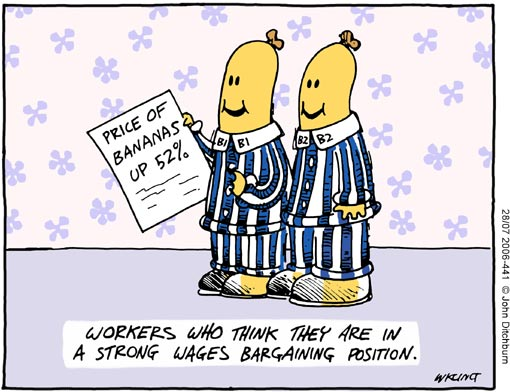 PRICE OF
BANANAS
UP 52%
B1 B1
B2 B2
WORKERS WHO THINK THEY ARE IN
A STRONG WAGES BARGAINING POSITION.
28/07 2006-441 © John Ditchburn